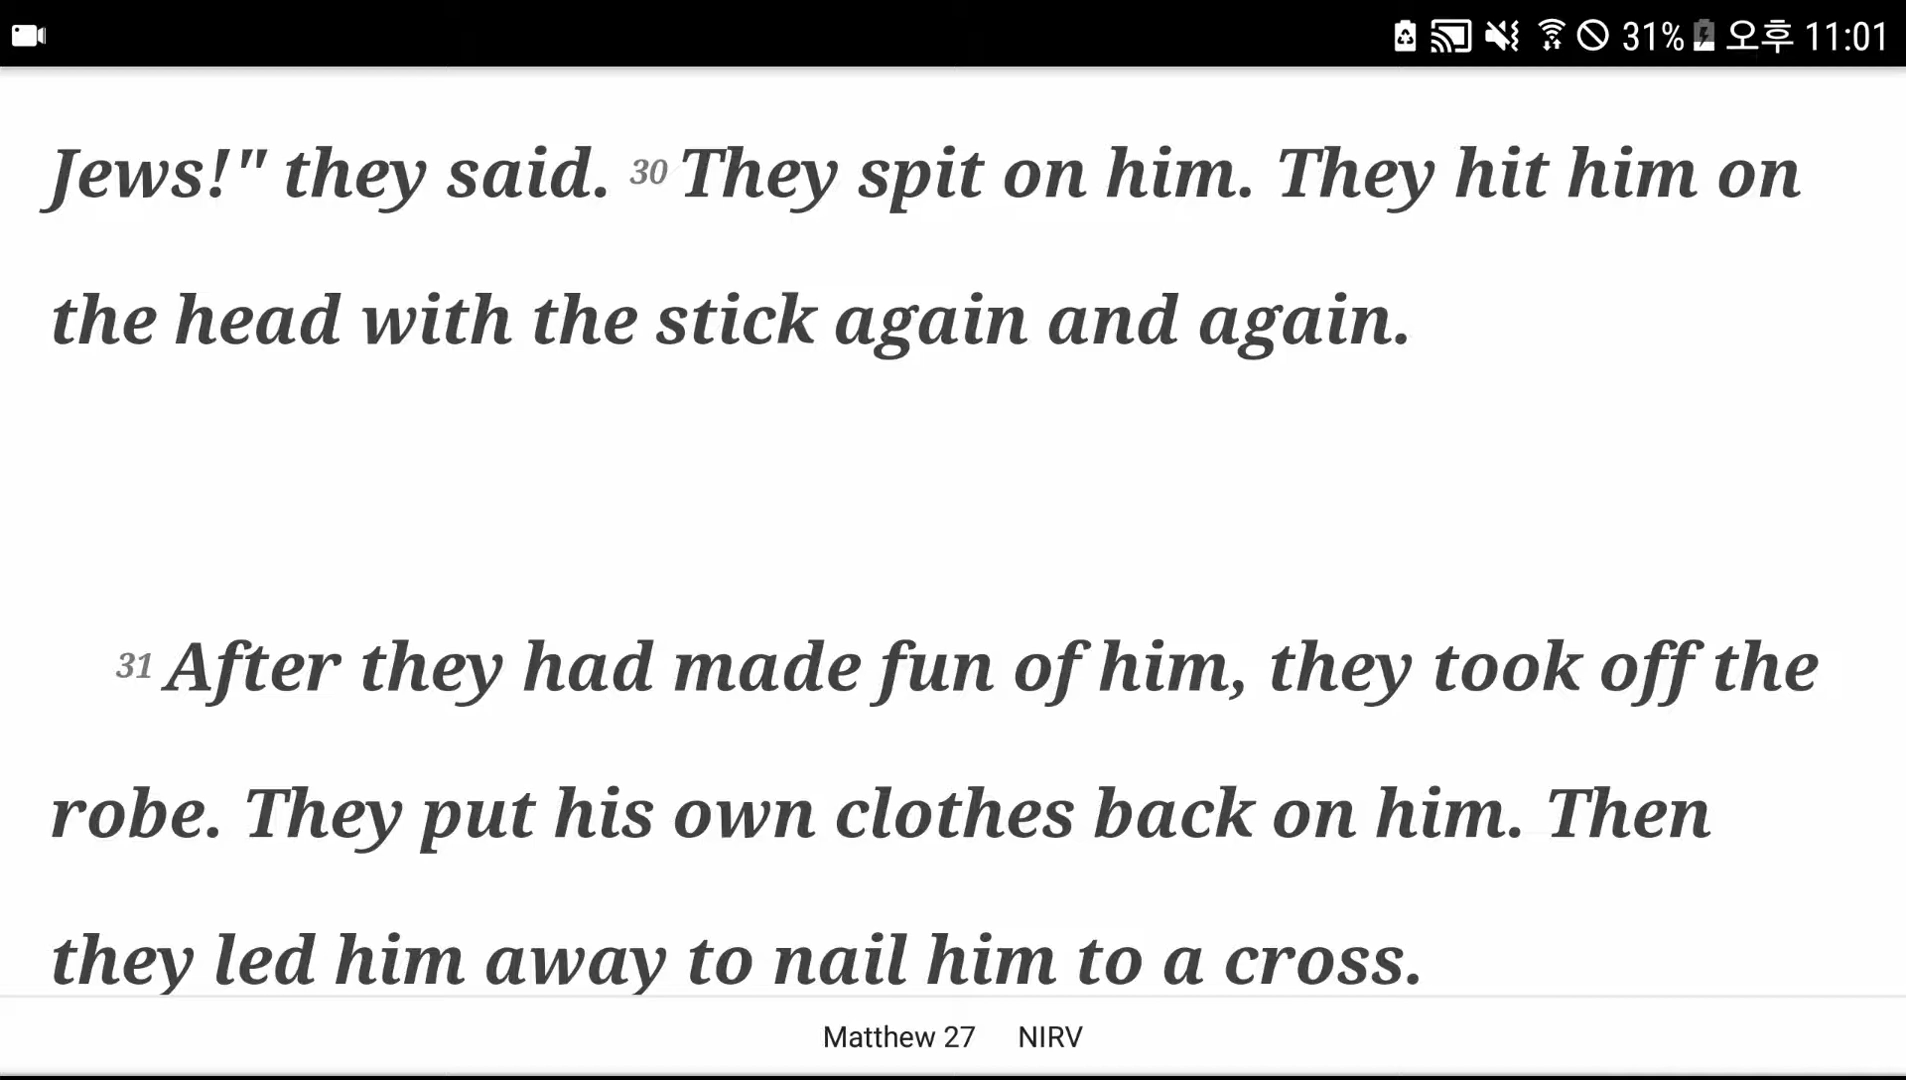 31% 오후 11:01
Jews!" they said. 30 They spit on him. They hit him on
the head with the stick again and again.
31 After they had made fun of him, they took off the
robe. They put his own clothes back on him. Then
they led him away to nail him to a cross.
Matthew 27 NIRV